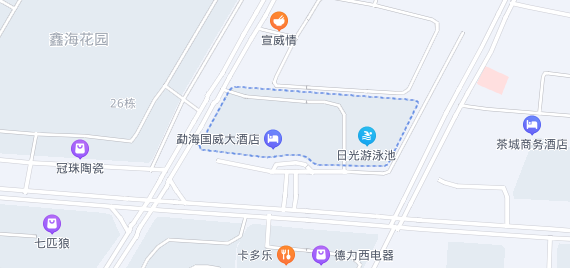 鑫海花园
宣威情
26栋
勐海国威大酒店
日光游泳池
茶城商务酒店
冠珠陶瓷
七匹狼
卡多乐
德力西电器